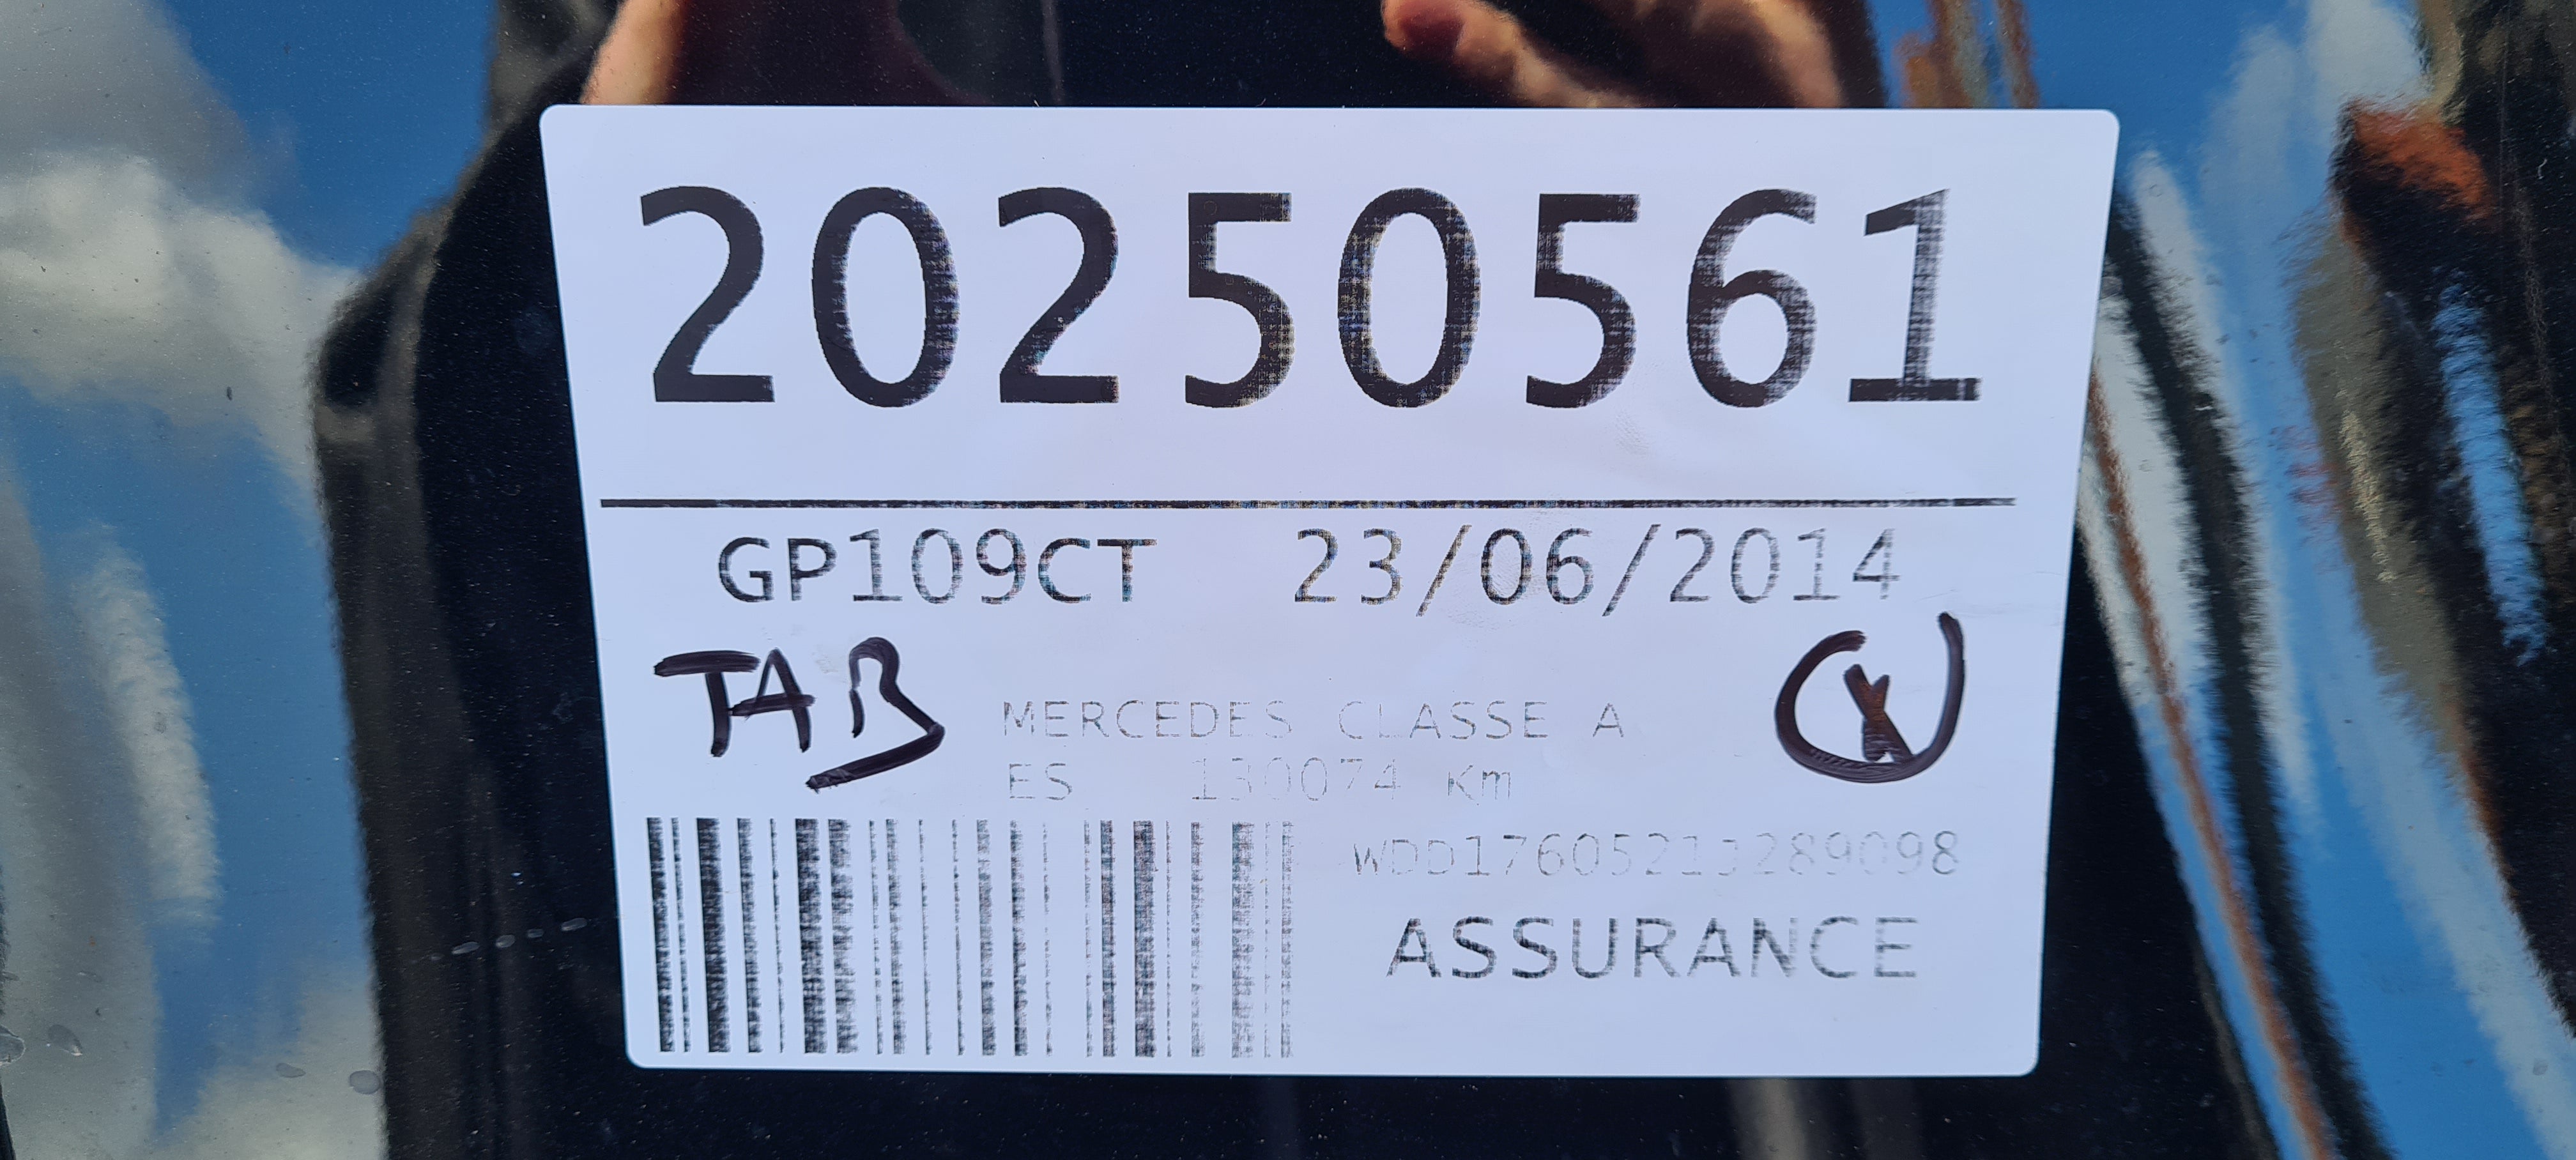 20250561
GP109CT 23/06/2014
TAB
MERCEDES CLASSE A
ES 130074 Km
WDD1760521J289098
ASSURANCE